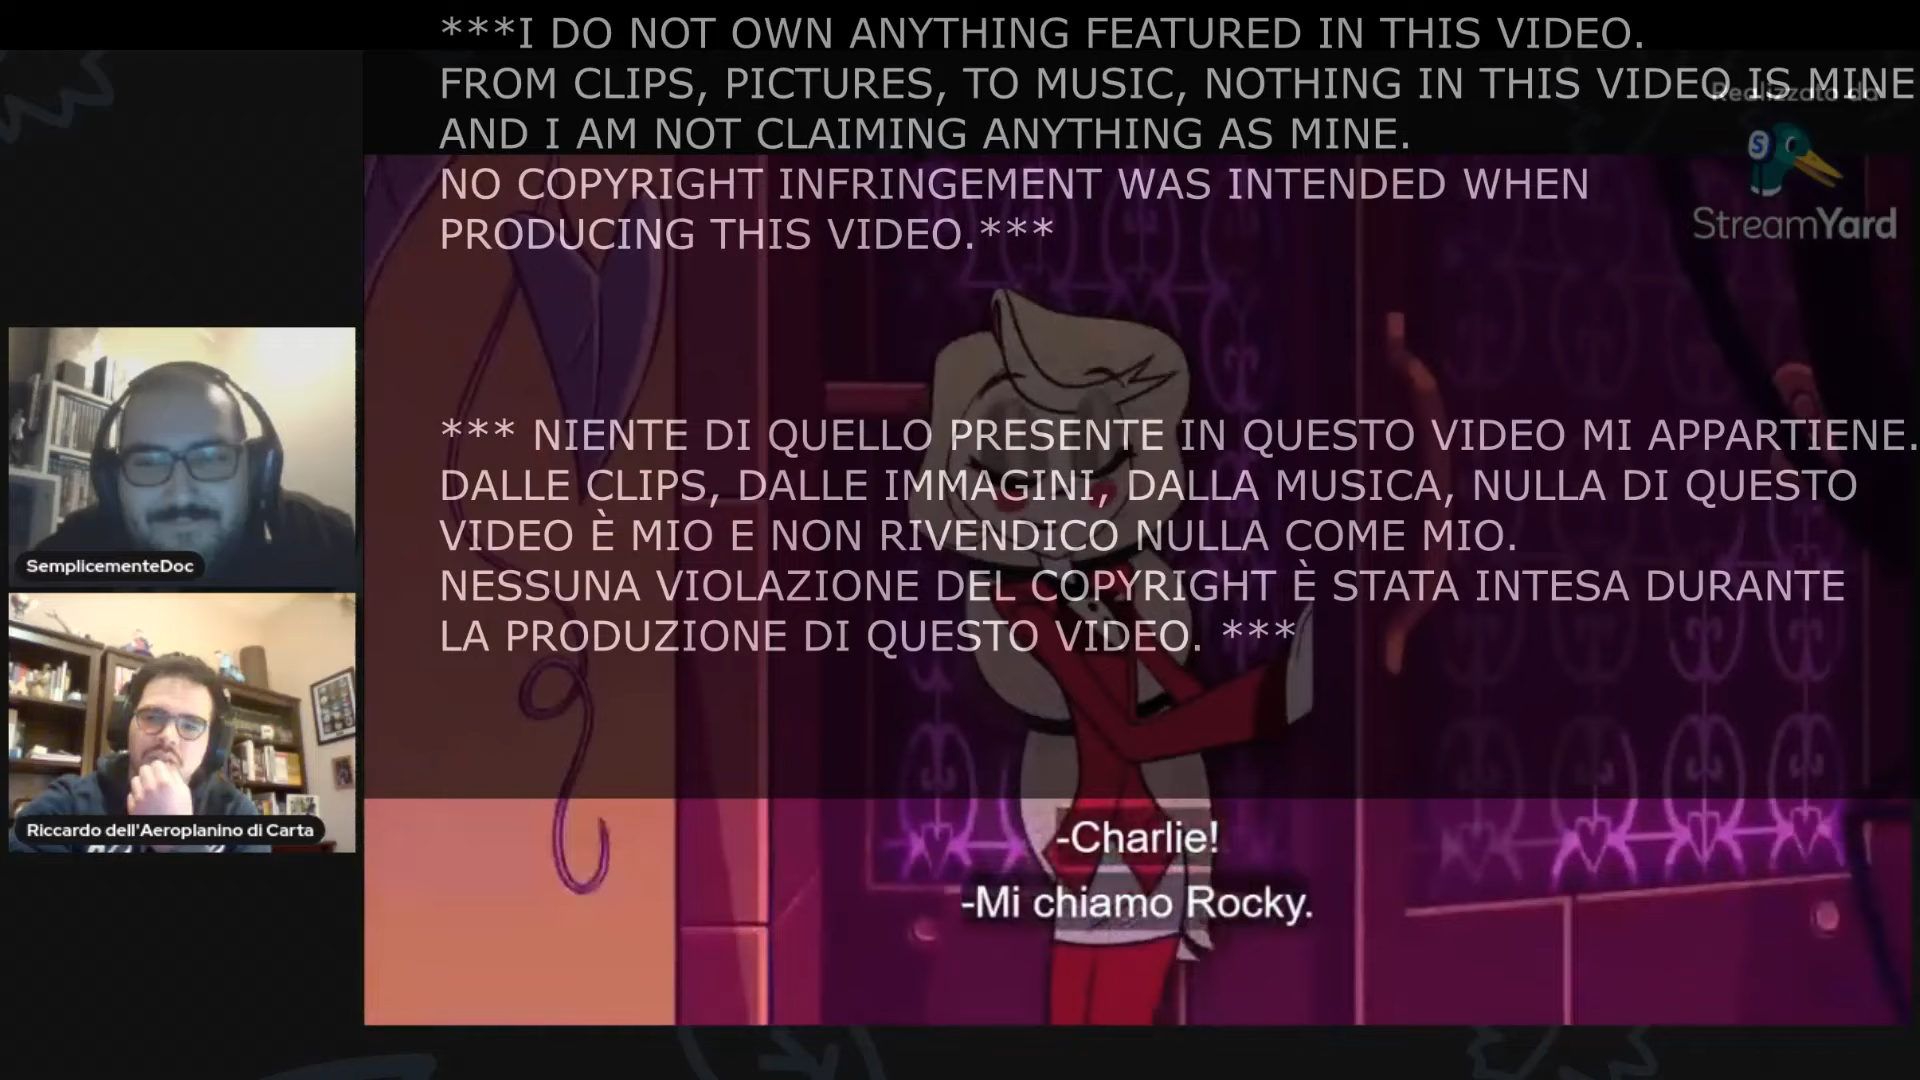 ***I DO NOT OWN ANYTHING FEATURED IN THIS VIDEO.
FROM CLIPS, PICTURES, TO MUSIC, NOTHING IN THIS VIDEO IS MINE
AND I AM NOT CLAIMING ANYTHING AS MINE.
NO COPYRIGHT INFRINGEMENT WAS INTENDED WHEN
PRODUCING THIS VIDEO.***
Realizzato da
StreamYard
*** NIENTE DI QUELLO PRESENTE IN QUESTO VIDEO MI APPARTIENE.
DALLE CLIPS, DALLE IMMAGINI, DALLA MUSICA, NULLA DI QUESTO
VIDEO È MIO E NON RIVENDICO NULLA COME MIO.
NESSUNA VIOLAZIONE DEL COPYRIGHT È STATA INTESA DURANTE
LA PRODUZIONE DI QUESTO VIDEO. ***
SemplicementeDoc
Riccardo dell'Aeroplanino di Carta
-Charlie!
-Mi chiamo Rocky.